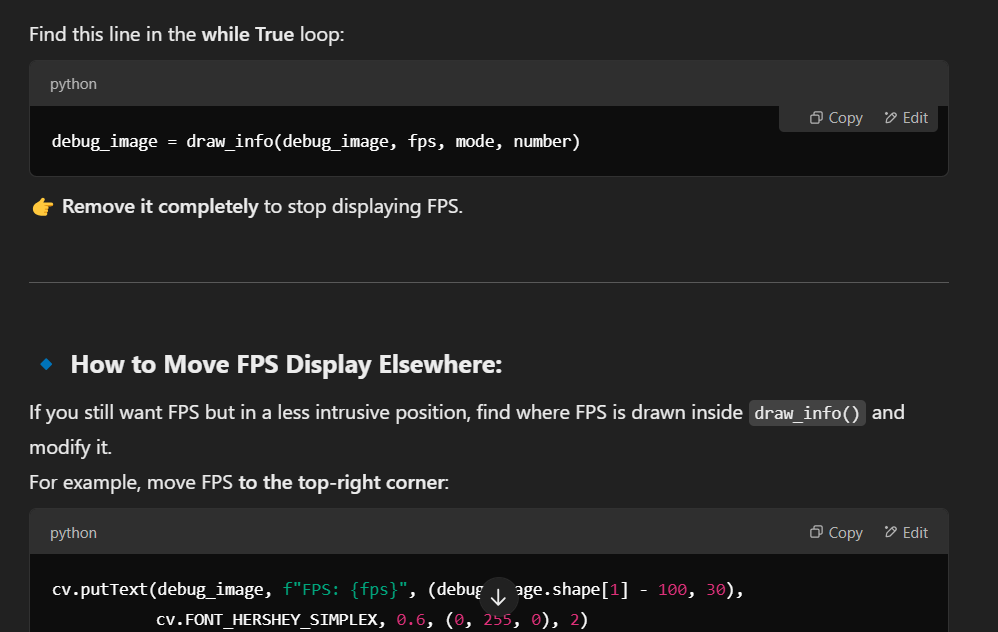 Find this line in the while True loop:
python
Copy Edit
debug_image = draw_info(debug_image, fps, mode, number)
👉 Remove it completely to stop displaying FPS.
🔹 How to Move FPS Display Elsewhere:
If you still want FPS but in a less intrusive position, find where FPS is drawn inside draw_info() and
modify it.
For example, move FPS to the top-right corner:
python Copy Edit
cv.putText(debug_image, f"FPS: {fps}", (debug age.shape[1] - 100, 30),
cv.FONT_HERSHEY_SIMPLEX, 0.6, (0, 255, 0), 2)